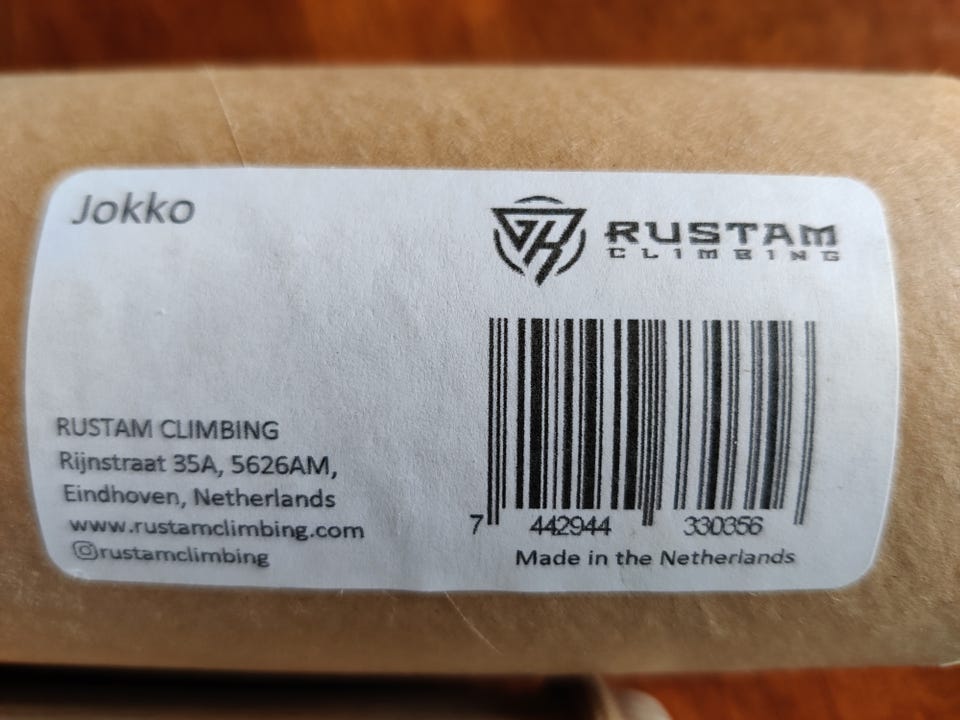 Jokko
RUSTAM
CLIMBING
RUSTAM CLIMBING
Rijnstraat 35A, 5626AM,
Eindhoven, Netherlands
www.rustamclimbing.com
rustamclimbing
7 442944 330356
Made in the Netherlands